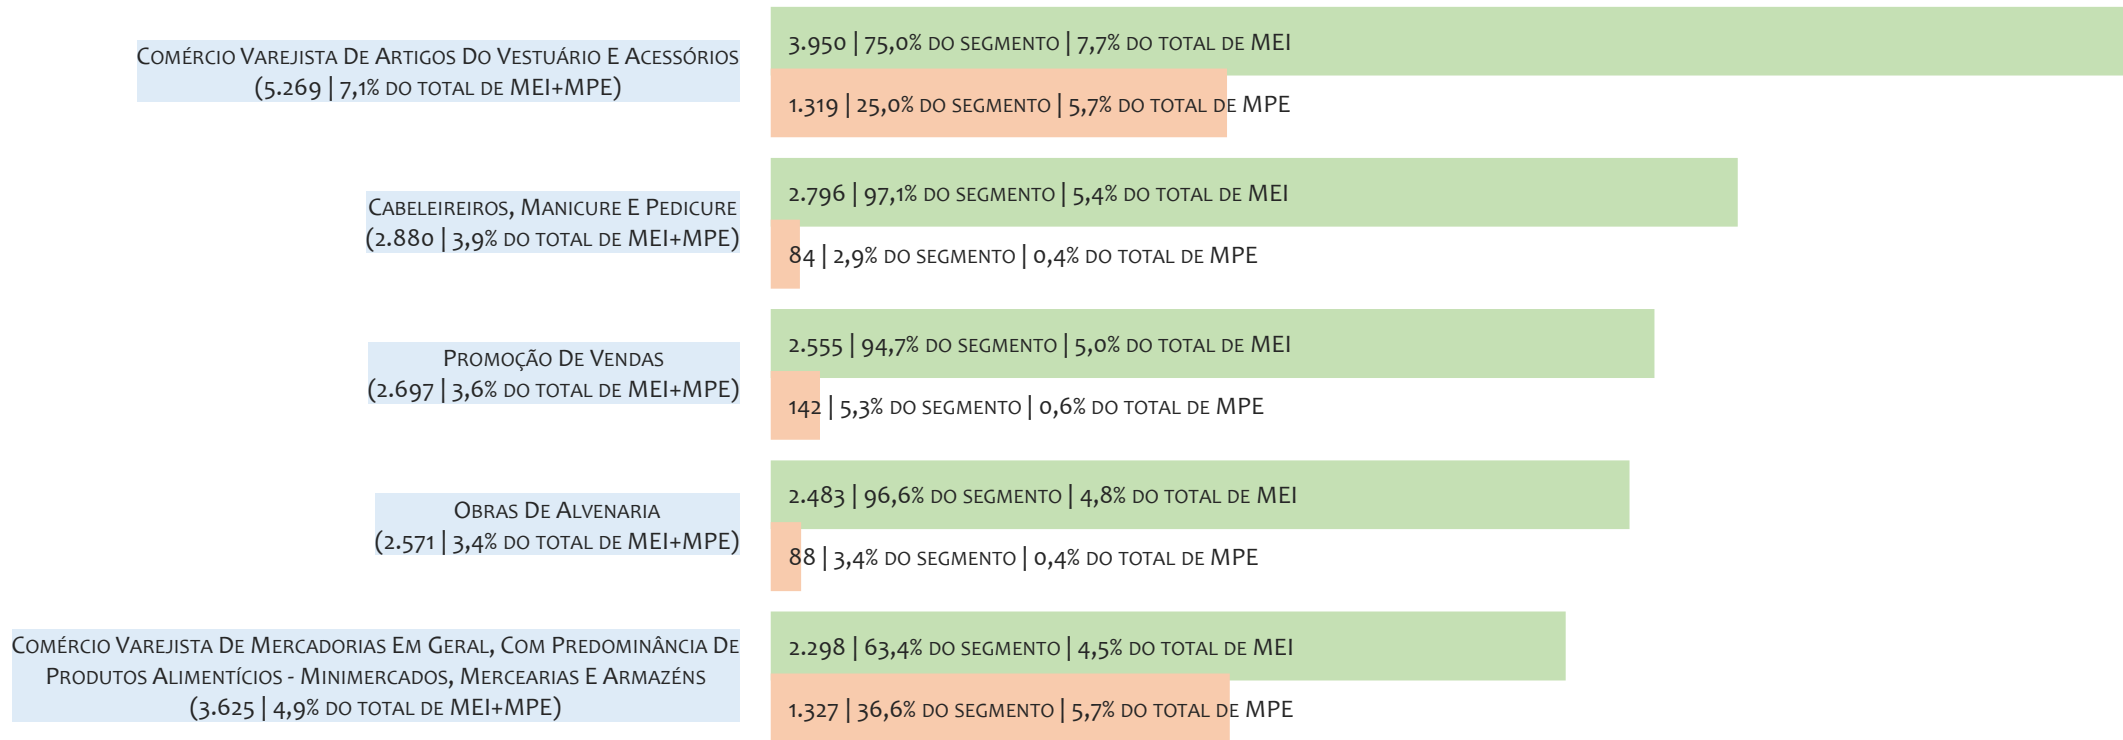 Comércio Varejista De Artigos Do Vestuário E Acessórios
(5.269 | 7,1% do total de MEI+MPE)
3.950 | 75,0% do segmento | 7,7% do total de MEI
1.319 | 25,0% do segmento | 5,7% do total de MPE
Cabeleireiros, Manicure E Pedicure
(2.880 | 3,9% do total de MEI+MPE)
2.796 | 97,1% do segmento | 5,4% do total de MEI
84 | 2,9% do segmento | 0,4% do total de MPE
Promoção De Vendas
(2.697 | 3,6% do total de MEI+MPE)
2.555 | 94,7% do segmento | 5,0% do total de MEI
142 | 5,3% do segmento | 0,6% do total de MPE
Obras De Alvenaria
(2.571 | 3,4% do total de MEI+MPE)
2.483 | 96,6% do segmento | 4,8% do total de MEI
88 | 3,4% do segmento | 0,4% do total de MPE
Comércio Varejista De Mercadorias Em Geral, Com Predominância De
Produtos Alimentícios - Minimercados, Mercearias E Armazéns
(3.625 | 4,9% do total de MEI+MPE)
2.298 | 63,4% do segmento | 4,5% do total de MEI
1.327 | 36,6% do segmento | 5,7% do total de MPE